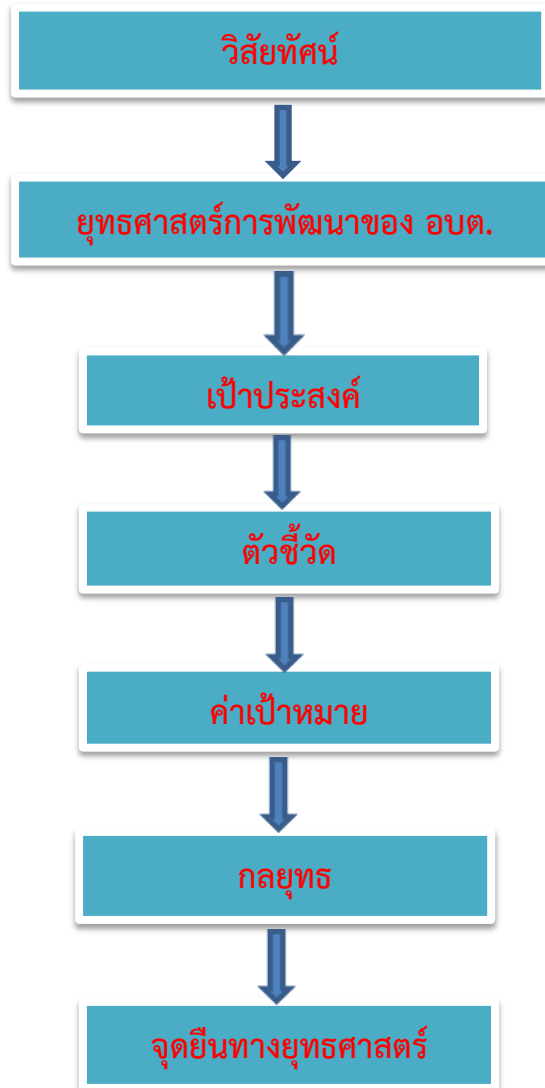 วิสัยทัศน์
ยุทธศาสตร์การพัฒนาของ อบต.
เป้าประสงค์
ตัวชี้วัด
ค่าเป้าหมาย
กลยุทธ
จุดยืนทางยุทธศาสตร์